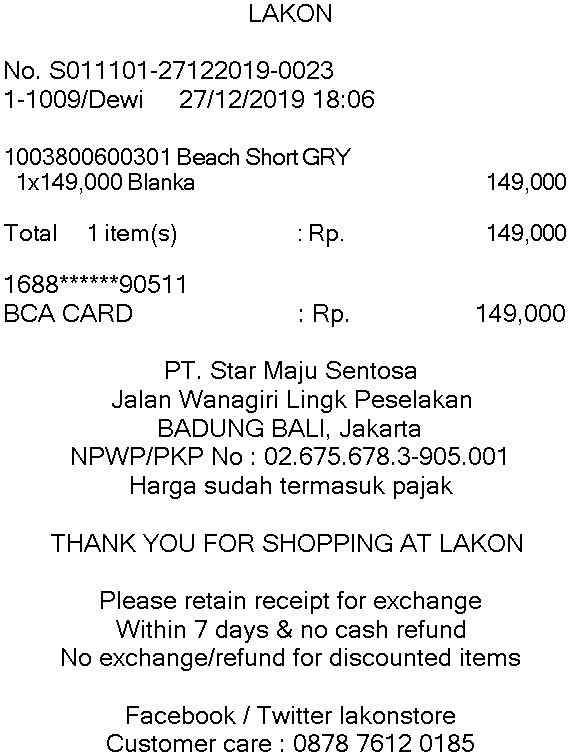 LAKON
No. S011101-27122019-0023
1-1009/Dewi 27/12/2019 18:06
1003800600301 Beach Short GRY
1x149,000 Blanka 149,000
Total 1 item(s) : Rp. 149,000
1688******90511
BCA CARD : Rp. 149,000
PT. Star Maju Sentosa
Jalan Wanagiri Lingk Peselakan
BADUNG BALI, Jakarta
NPWP/PKP No : 02.675.678.3-905.001
Harga sudah termasuk pajak
THANK YOU FOR SHOPPING AT LAKON
Please retain receipt for exchange
Within 7 days & no cash refund
No exchange/refund for discounted items
Facebook / Twitter lakonstore
Customer care : 0878 7612 0185